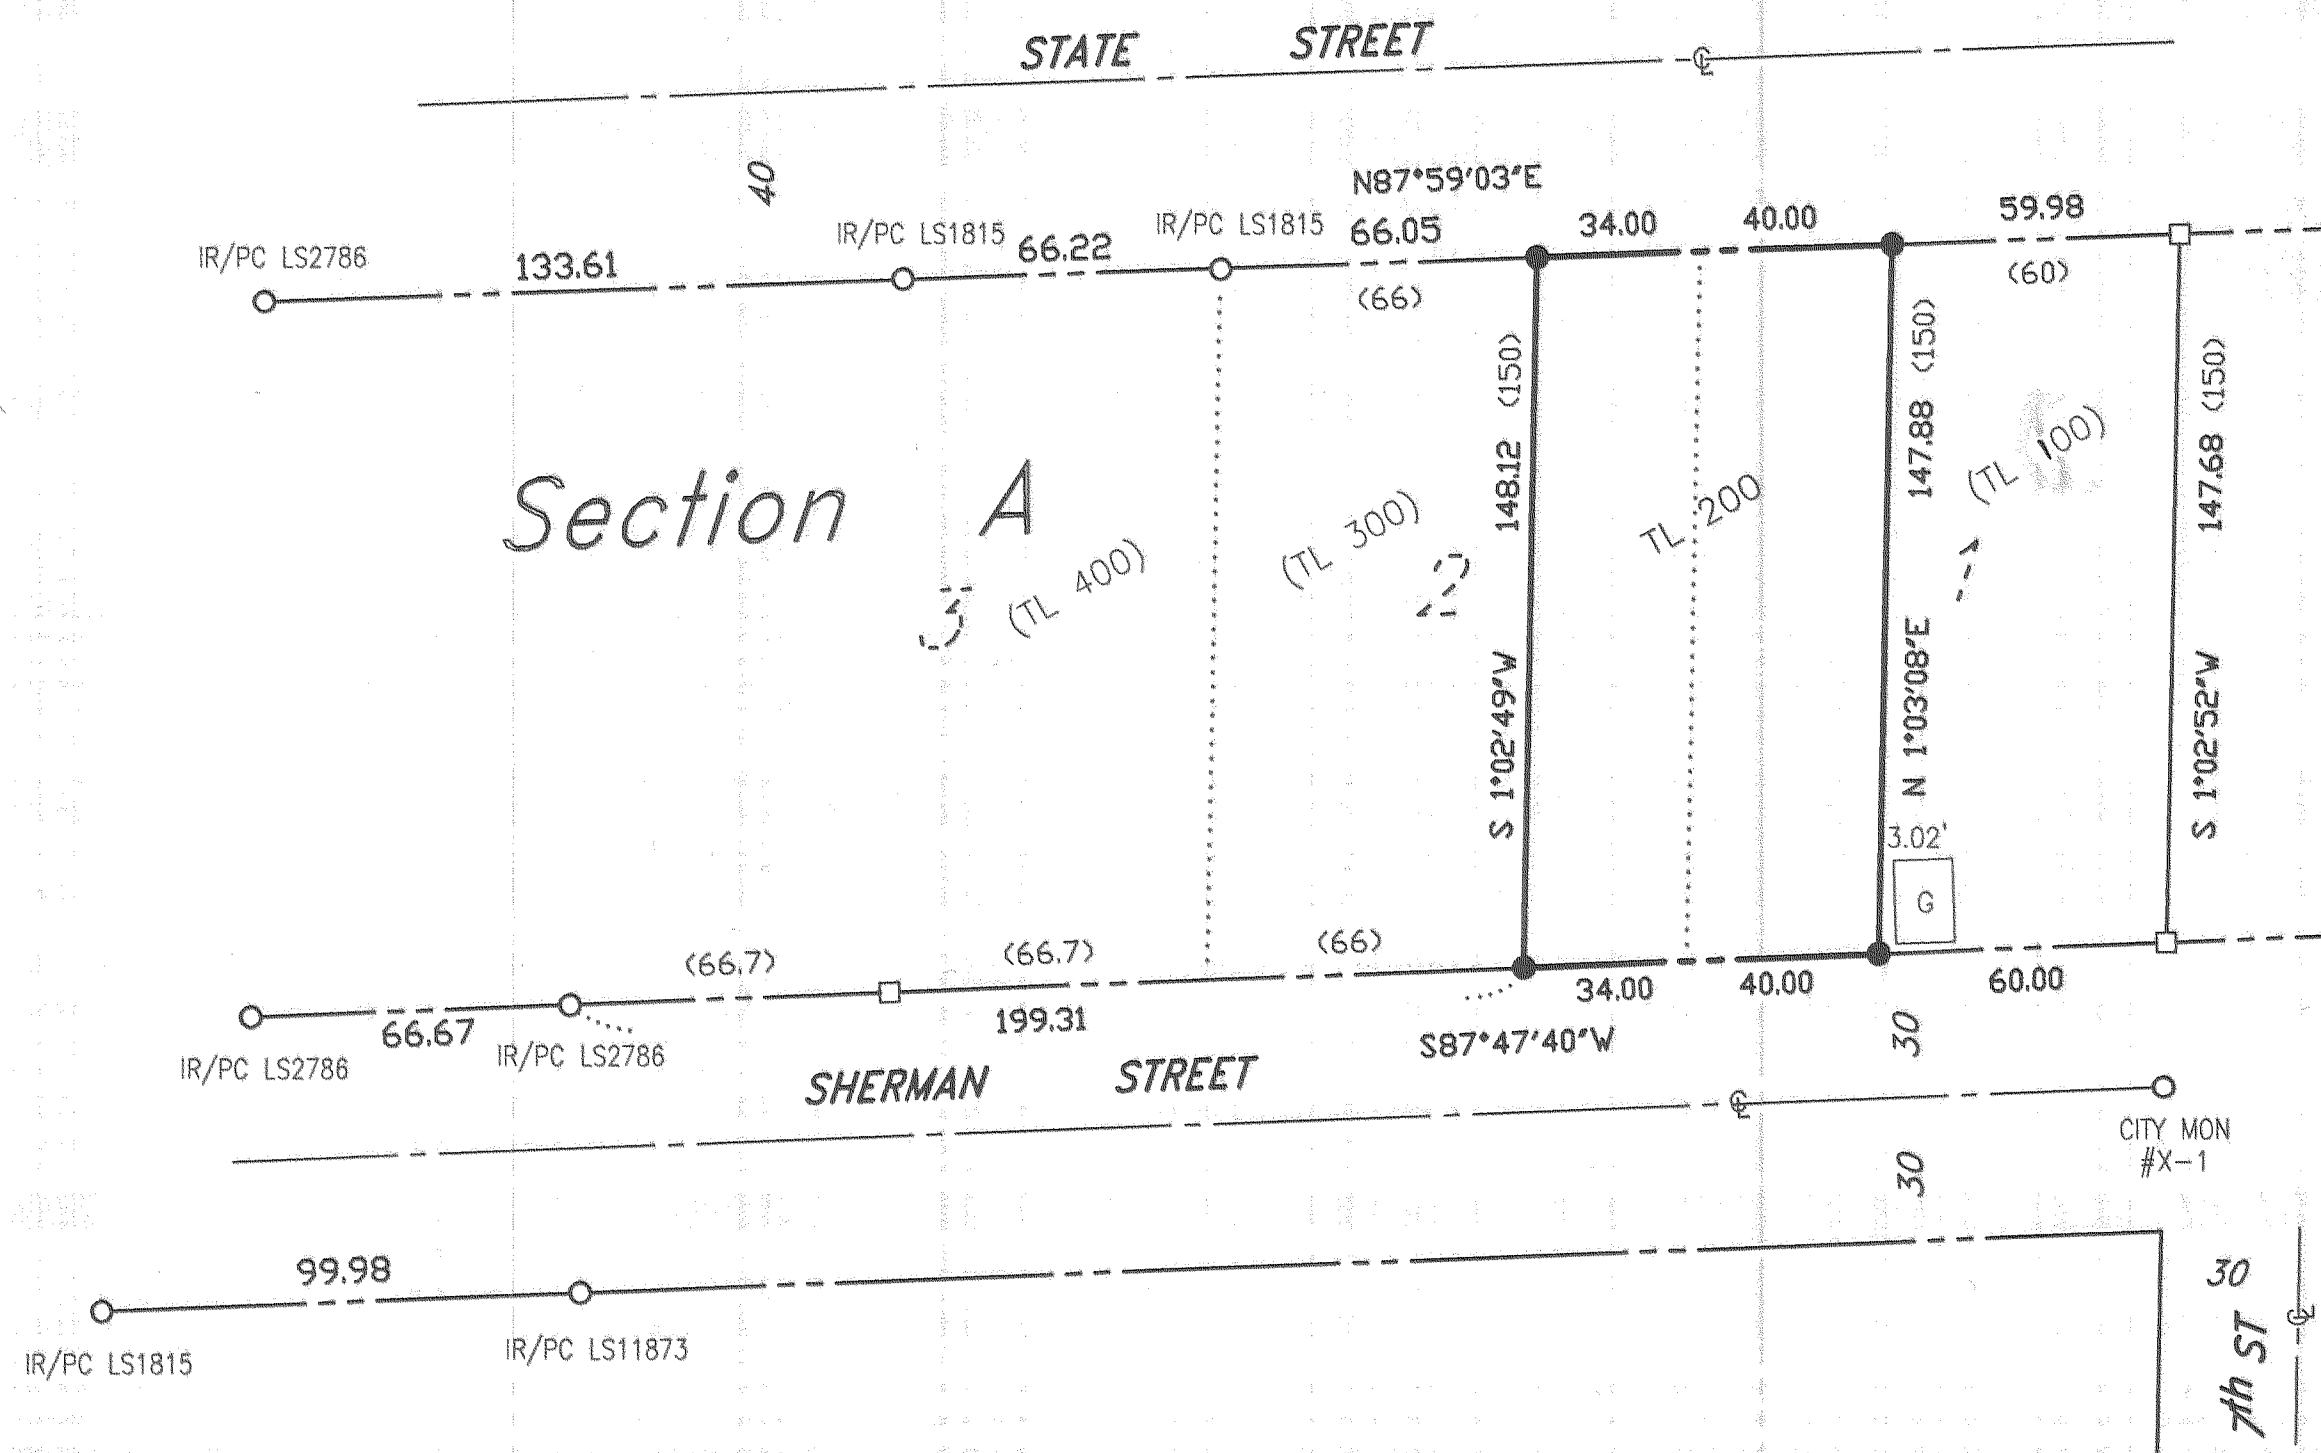 STATE STREET
℄
40
N87°59'03"E
IR/PC LS2786
133.61
IR/PC LS1815
66.22
IR/PC LS1815
66.05
34.00
40.00
59.98
(66)
(60)
148.12 (150)
147.88 (150)
147.68 (150)
Section A
(TL 400)
(TL 300)
TL 200
(TL 100)
3
2
1
S 1°02'49"W
N 1°03'08"E
S 1°02'52"W
3.02'
G
(66.7)
(66.7)
(66)
66.67
199.31
34.00
40.00
60.00
IR/PC LS2786
IR/PC LS2786
S87°47'40"W
30
SHERMAN STREET
℄
CITY MON
#X-1
30
99.98
IR/PC LS1815
IR/PC LS11873
30
7th ST
℄